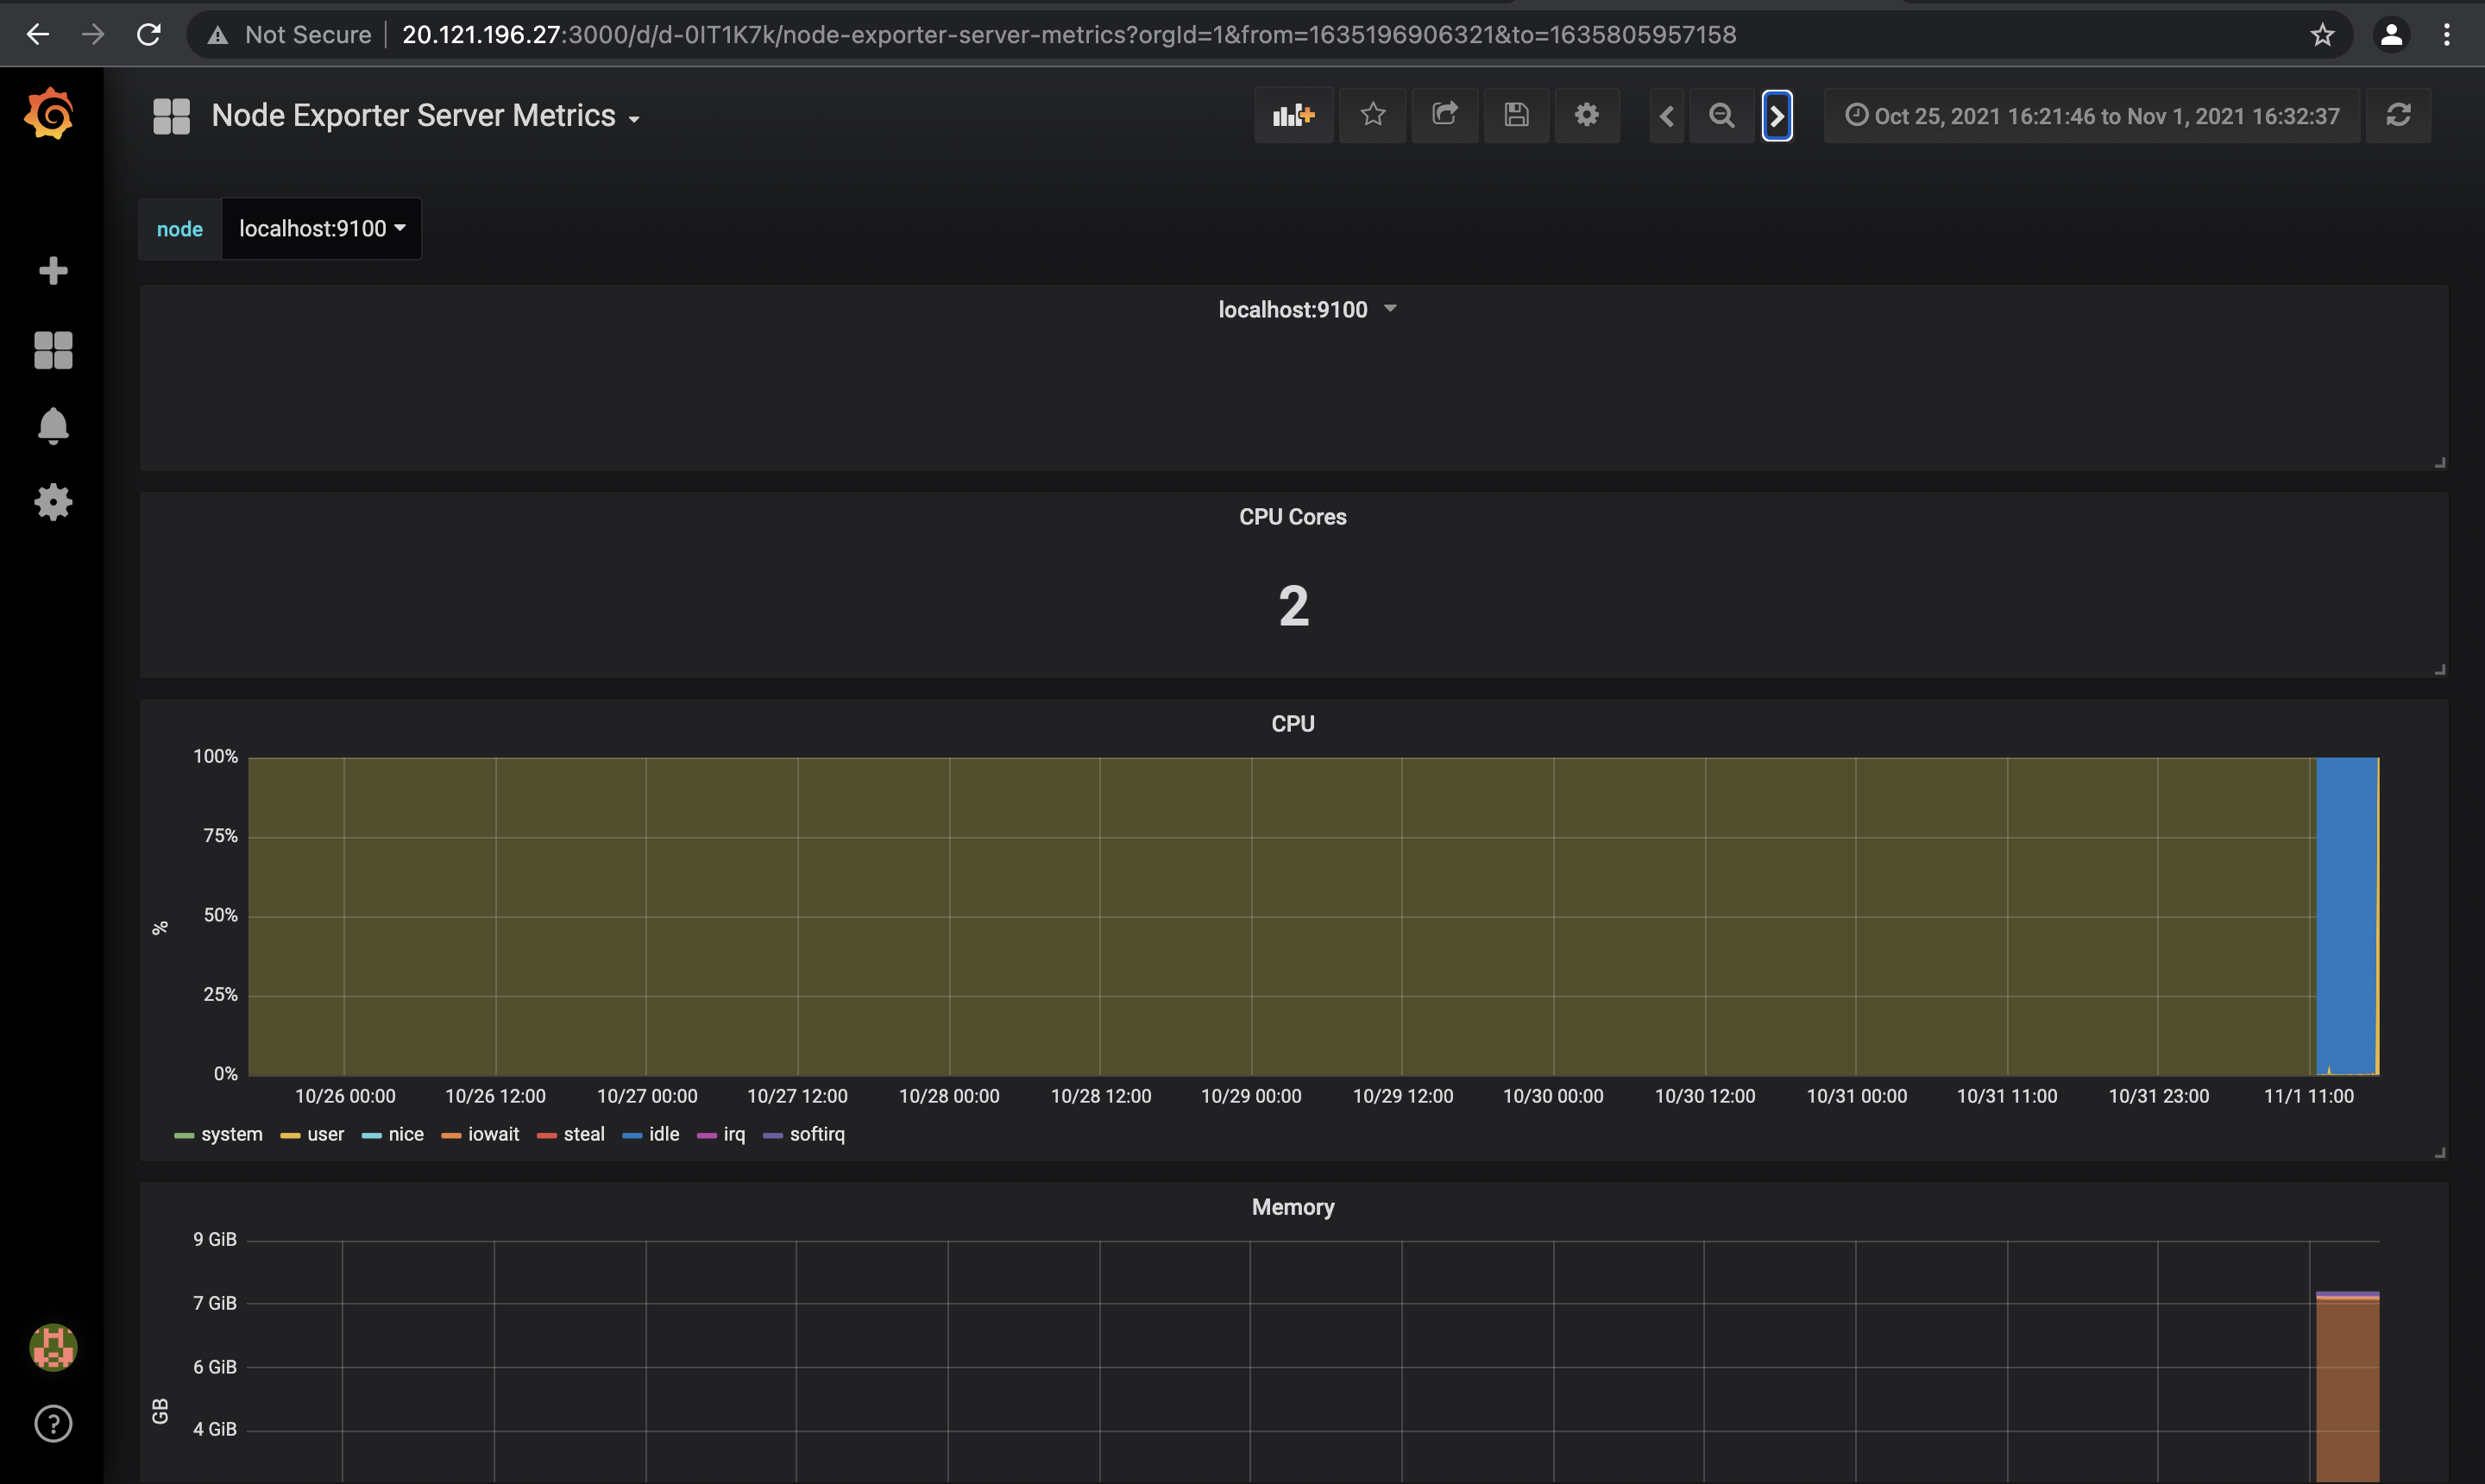 Not Secure 20.121.196.27:3000/d/d-0IT1K7k/node-exporter-server-metrics?orgId=1&from=1635196906321&to=1635805957158
Node Exporter Server Metrics
Oct 25, 2021 16:21:46 to Nov 1, 2021 16:32:37
node localhost:9100
localhost:9100
CPU Cores
2
CPU
100%
75%
50%
25%
0%
%
10/26 00:00 10/26 12:00 10/27 00:00 10/27 12:00 10/28 00:00 10/28 12:00 10/29 00:00 10/29 12:00 10/30 00:00 10/30 12:00 10/31 00:00 10/31 11:00 10/31 23:00 11/1 11:00
system user nice iowait steal idle irq softirq
Memory
9 GiB
7 GiB
6 GiB
4 GiB
GB
?